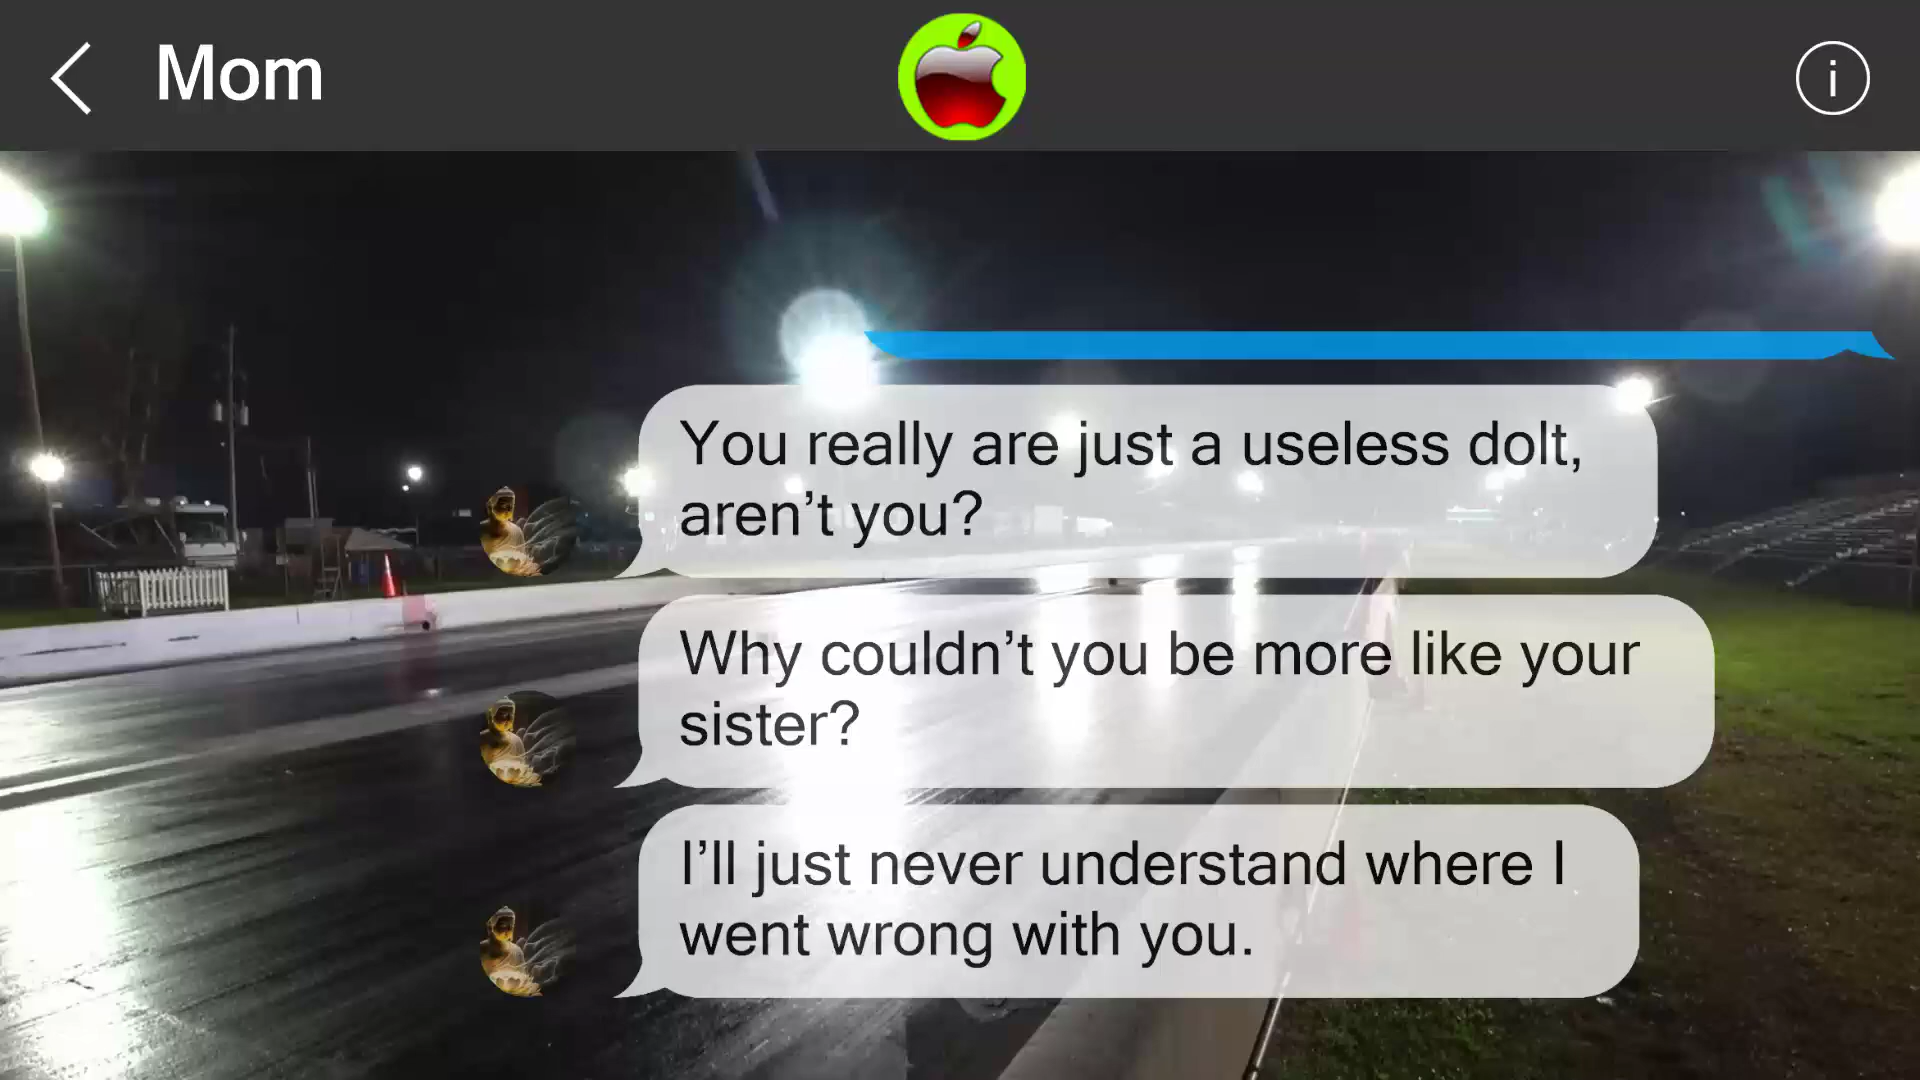 Mom
i
You really are just a useless dolt,
aren’t you?
Why couldn’t you be more like your
sister?
I’ll just never understand where I
went wrong with you.